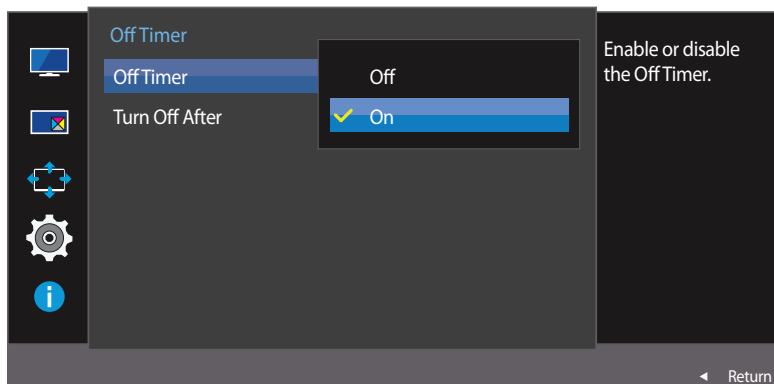 Off Timer
Off Timer
Off
Enable or disable
the Off Timer.
Turn Off After
On
i
Return